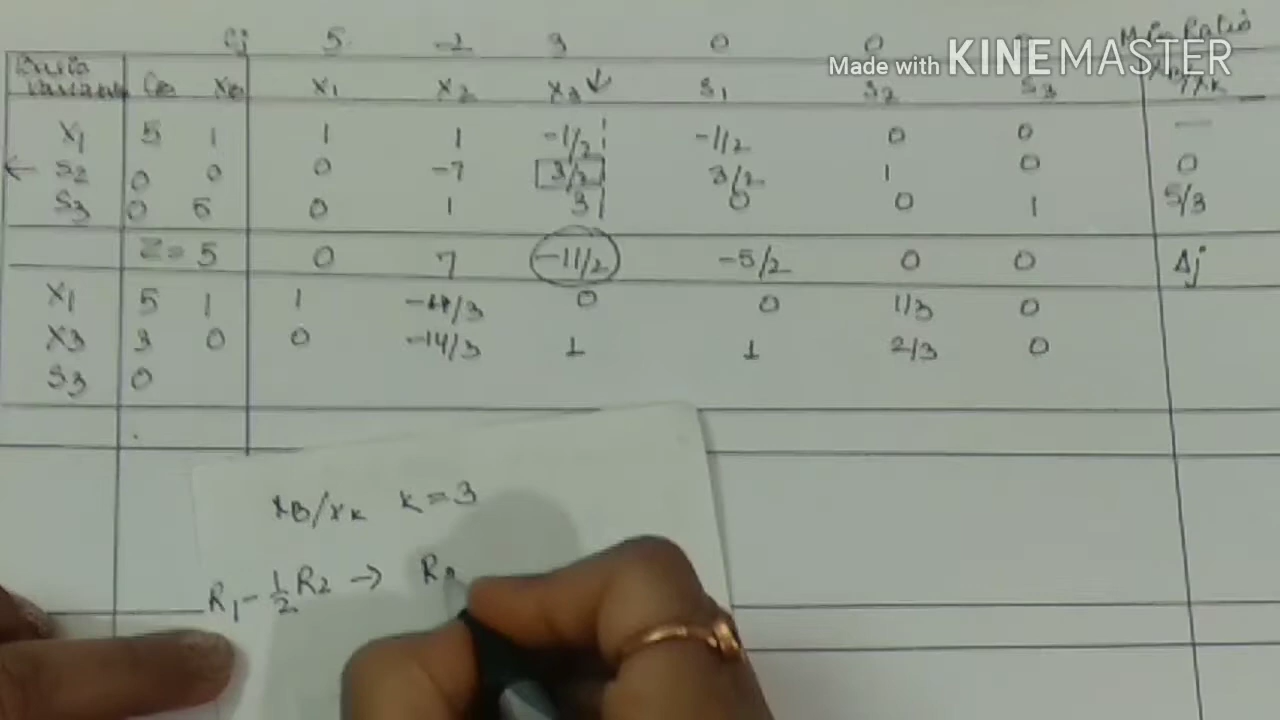 Cj 5 -2 3 0 0 Ratio
Made with KINEMASTER
variable CB XB X1 X2 X3 ↓ S1 S2 S3
X1 5 1 1 1 -1/2 -1/2 0 0 —
← S2 0 0 0 -7 3/2 3/2 1 0 0
S3 0 5 0 1 3 0 0 1 5/3
Z = 5 0 7 -11/2 -5/2 0 0 Δj
X1 5 1 1 0 0 1/3 0
X3 3 0 0 -14/3 1 1 2/3 0
S3 0
XB/XK K = 3
R1 - 1/2 R2 → R